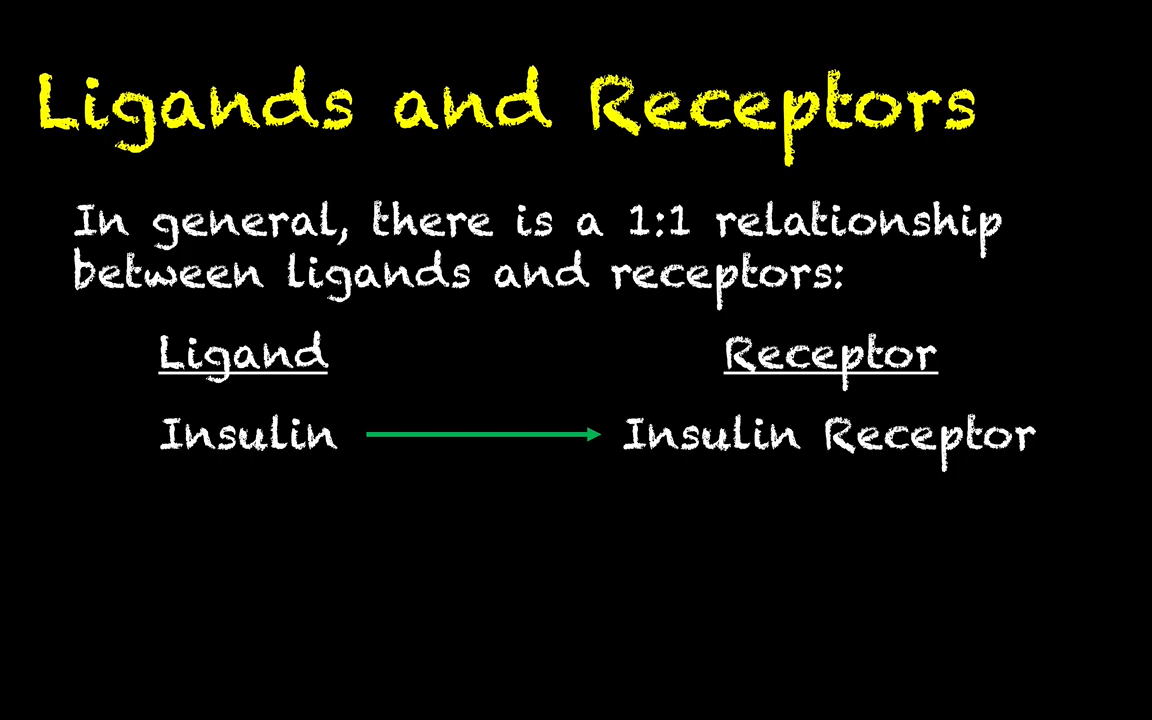 Ligands and Receptors
In general, there is a 1:1 relationship
between ligands and receptors:
Ligand Receptor
Insulin Insulin Receptor